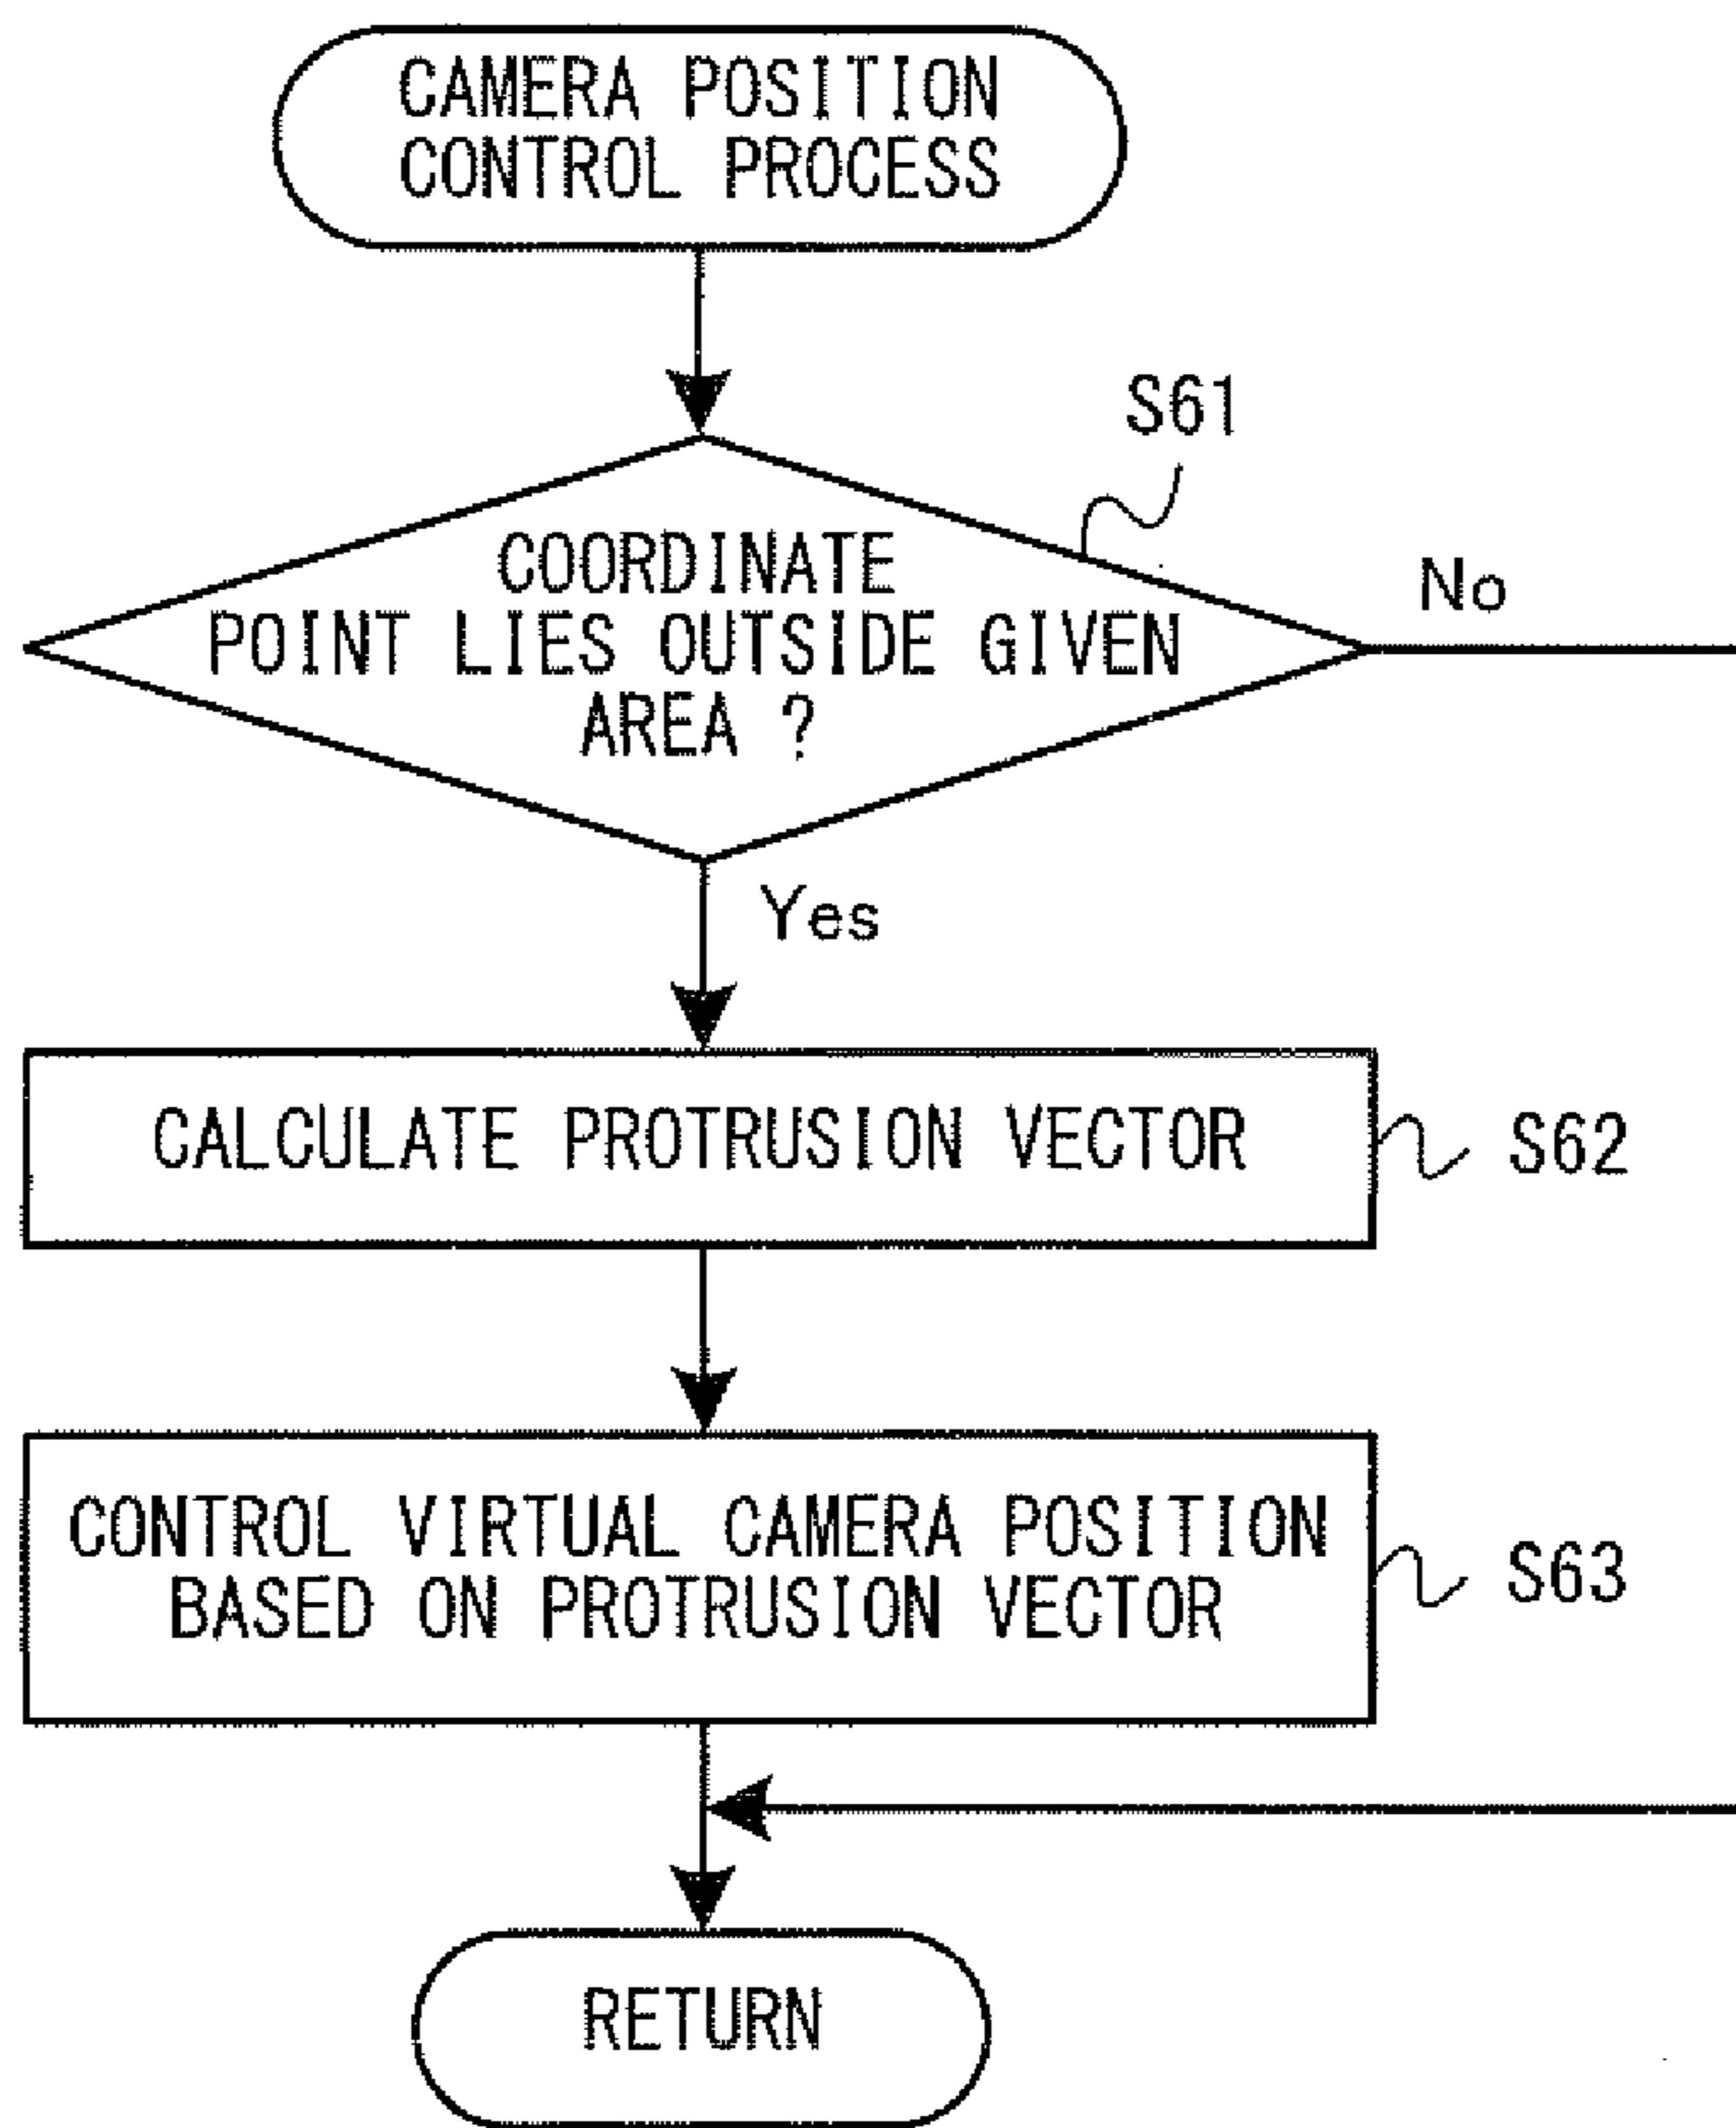 CAMERA POSITION
CONTROL PROCESS
S61
COORDINATE
POINT LIES OUTSIDE GIVEN
AREA ?
No
Yes
CALCULATE PROTRUSION VECTOR
S62
CONTROL VIRTUAL CAMERA POSITION
BASED ON PROTRUSION VECTOR
S63
RETURN